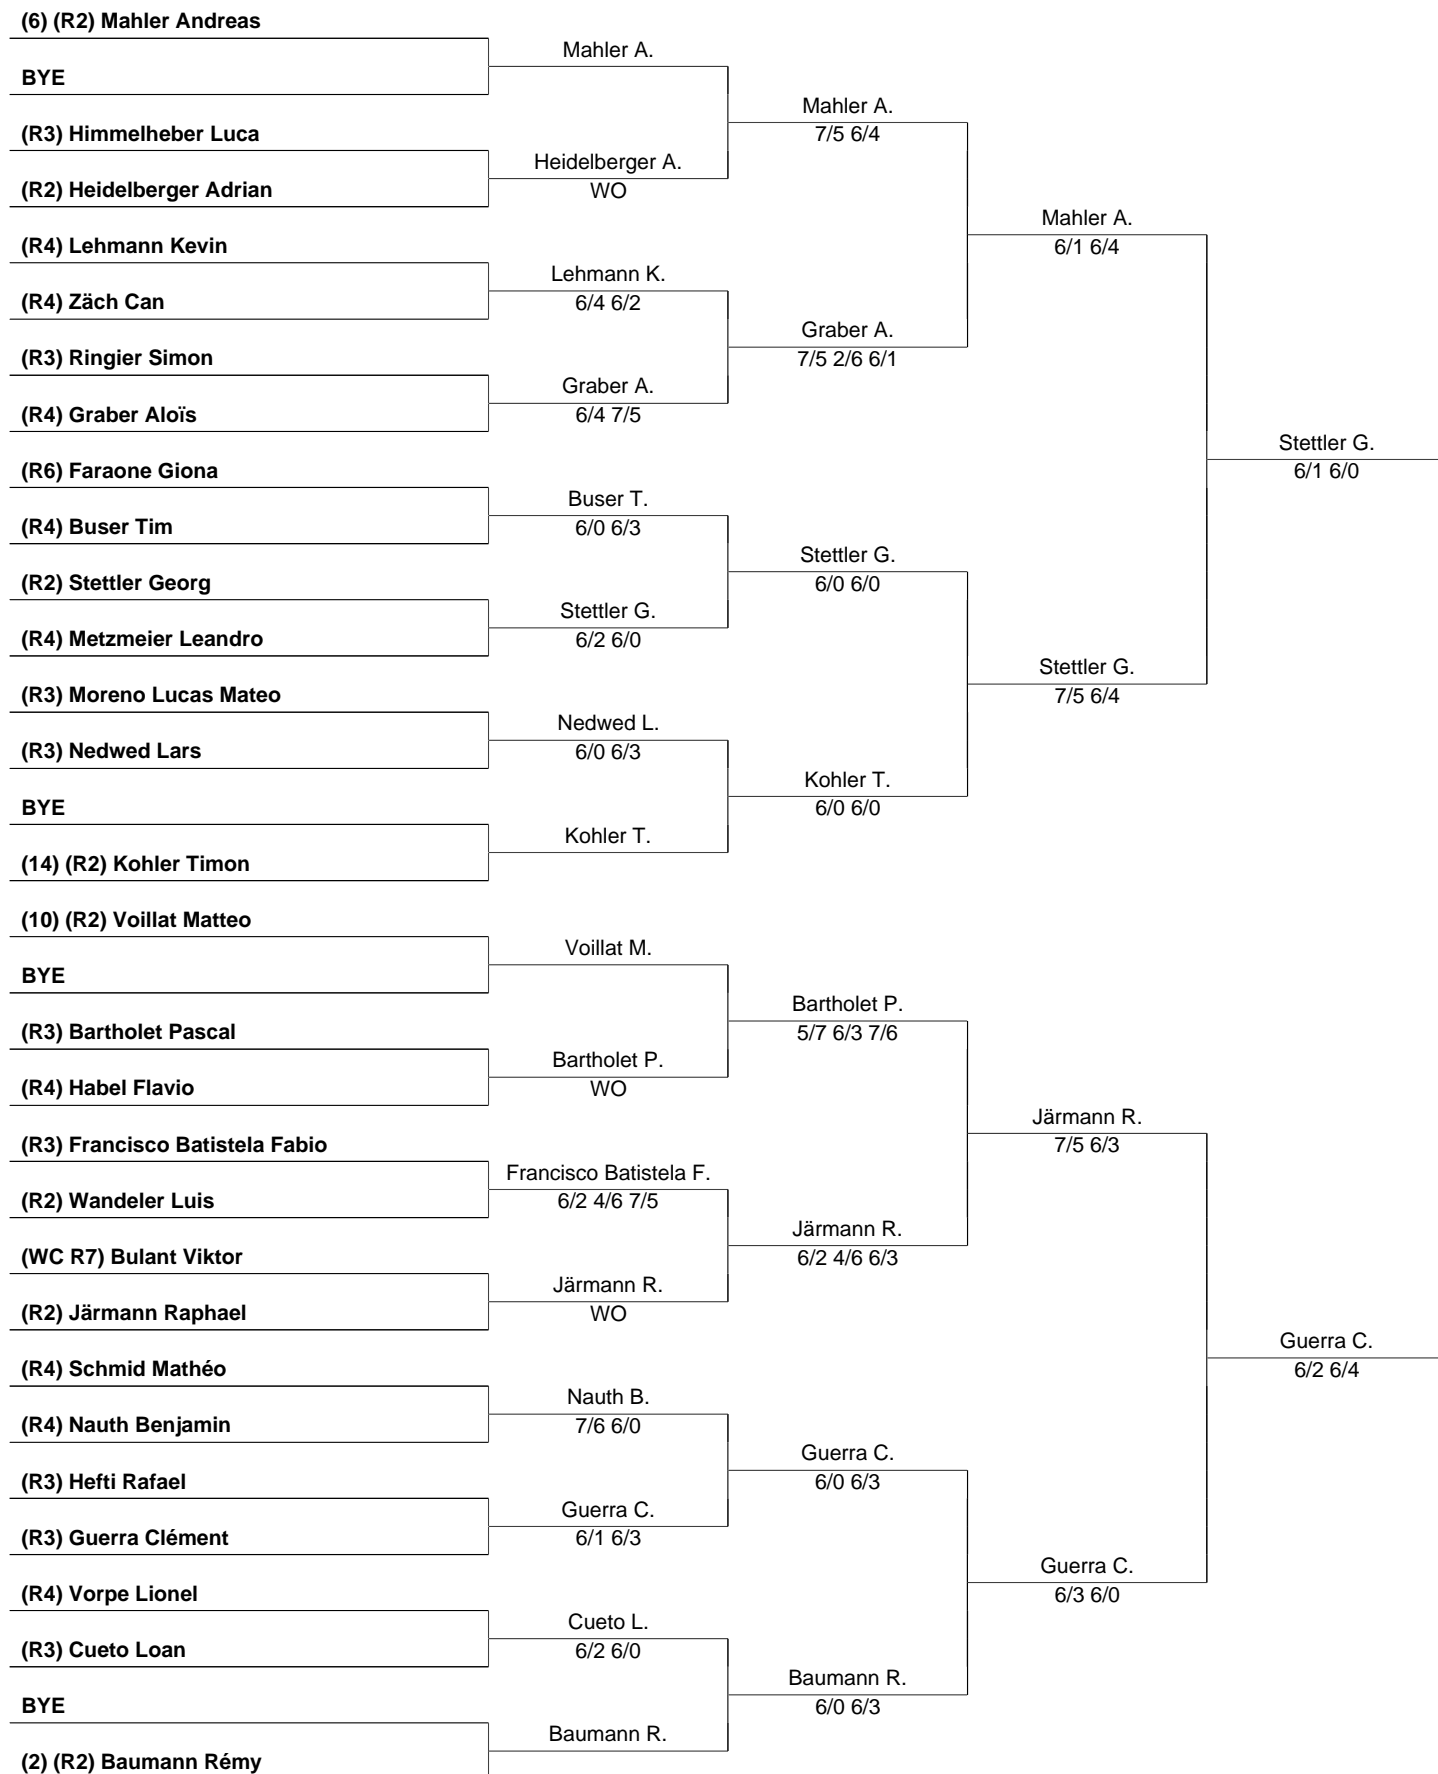 (6) (R2) Mahler Andreas
BYE
(R3) Himmelheber Luca
(R2) Heidelberger Adrian
(R4) Lehmann Kevin
(R4) Zäch Can
(R3) Ringier Simon
(R4) Graber Aloïs
(R6) Faraone Giona
(R4) Buser Tim
(R2) Stettler Georg
(R4) Metzmeier Leandro
(R3) Moreno Lucas Mateo
(R3) Nedwed Lars
BYE
(14) (R2) Kohler Timon
(10) (R2) Voillat Matteo
BYE
(R3) Bartholet Pascal
(R4) Habel Flavio
(R3) Francisco Batistela Fabio
(R2) Wandeler Luis
(WC R7) Bulant Viktor
(R2) Järmann Raphael
(R4) Schmid Mathéo
(R4) Nauth Benjamin
(R3) Hefti Rafael
(R3) Guerra Clément
(R4) Vorpe Lionel
(R3) Cueto Loan
BYE
(2) (R2) Baumann Rémy
Mahler A.
Heidelberger A.
WO
Lehmann K.
6/4 6/2
Graber A.
6/4 7/5
Buser T.
6/0 6/3
Stettler G.
6/2 6/0
Nedwed L.
6/0 6/3
Kohler T.
Voillat M.
Bartholet P.
WO
Francisco Batistela F.
6/2 4/6 7/5
Järmann R.
WO
Nauth B.
7/6 6/0
Guerra C.
6/1 6/3
Cueto L.
6/2 6/0
Baumann R.
Mahler A.
7/5 6/4
Graber A.
7/5 2/6 6/1
Stettler G.
6/0 6/0
Kohler T.
6/0 6/0
Bartholet P.
5/7 6/3 7/6
Järmann R.
6/2 4/6 6/3
Guerra C.
6/0 6/3
Baumann R.
6/0 6/3
Mahler A.
6/1 6/4
Stettler G.
7/5 6/4
Järmann R.
7/5 6/3
Guerra C.
6/3 6/0
Stettler G.
6/1 6/0
Guerra C.
6/2 6/4